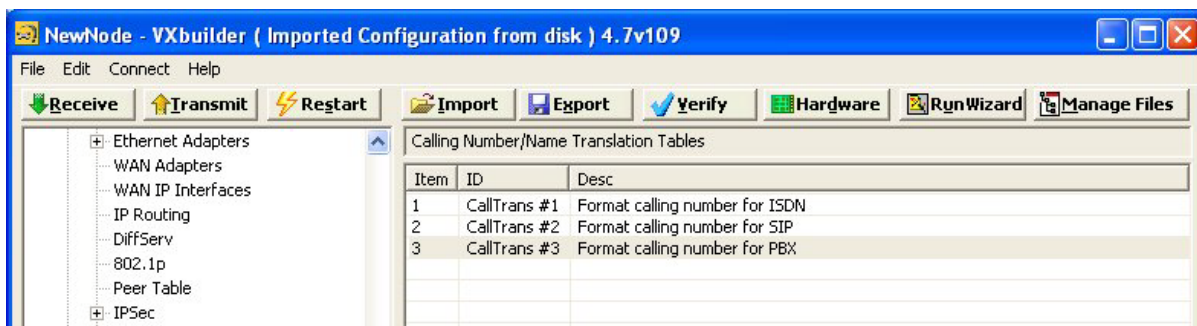 NewNode - VXbuilder ( Imported Configuration from disk ) 4.7v109
File Edit Connect Help
Receive Transmit Restart Import Export Verify Hardware RunWizard Manage Files
Ethernet Adapters
WAN Adapters
WAN IP Interfaces
IP Routing
DiffServ
802.1p
Peer Table
IPSec
Calling Number/Name Translation Tables
Item ID Desc
1 CallTrans #1 Format calling number for ISDN
2 CallTrans #2 Format calling number for SIP
3 CallTrans #3 Format calling number for PBX